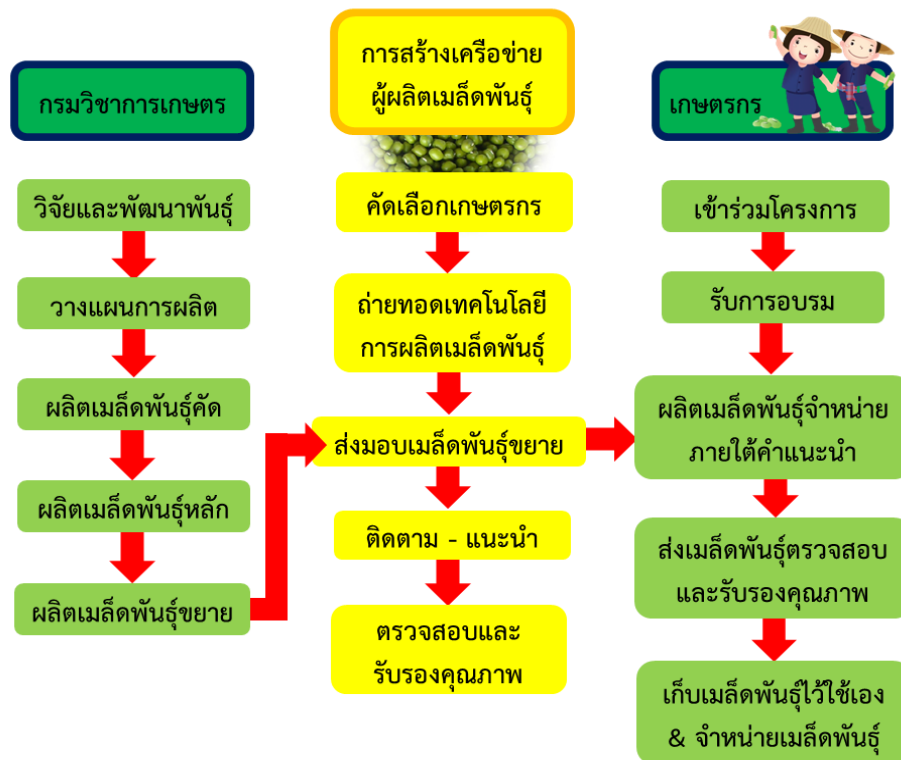 กรมวิชาการเกษตร
วิจัยและพัฒนาพันธุ์
วางแผนการผลิต
ผลิตเมล็ดพันธุ์คัด
ผลิตเมล็ดพันธุ์หลัก
ผลิตเมล็ดพันธุ์ขยาย
การสร้างเครือข่าย
ผู้ผลิตเมล็ดพันธุ์
คัดเลือกเกษตรกร
ถ่ายทอดเทคโนโลยี
การผลิตเมล็ดพันธุ์
ส่งมอบเมล็ดพันธุ์ขยาย
ติดตาม - แนะนำ
ตรวจสอบและ
รับรองคุณภาพ
เกษตรกร
เข้าร่วมโครงการ
รับการอบรม
ผลิตเมล็ดพันธุ์จำหน่าย
ภายใต้คำแนะนำ
ส่งเมล็ดพันธุ์ตรวจสอบ
และรับรองคุณภาพ
เก็บเมล็ดพันธุ์ไว้ใช้เอง
& จำหน่ายเมล็ดพันธุ์